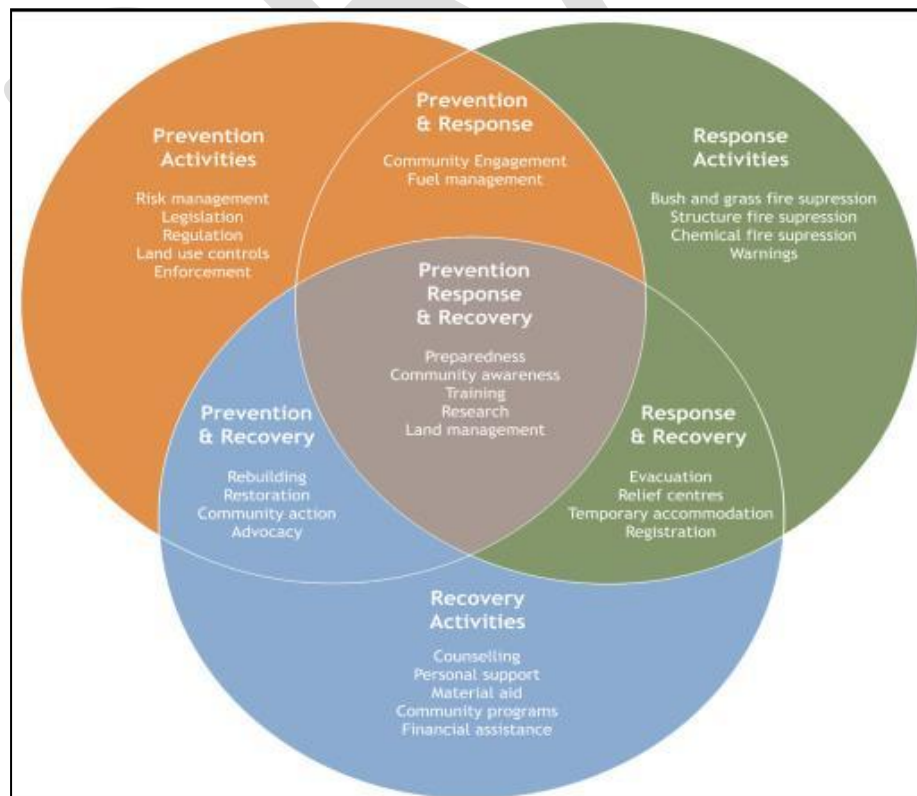 Prevention
& Response
Community Engagement
Fuel management
Prevention
Activities
Risk management
Legislation
Regulation
Land use controls
Enforcement
Response
Activities
Bush and grass fire supression
Structure fire supression
Chemical fire supression
Warnings
Prevention
Response
& Recovery
Preparedness
Community awareness
Training
Research
Land management
Prevention
& Recovery
Rebuilding
Restoration
Community action
Advocacy
Response
& Recovery
Evacuation
Relief centres
Temporary accommodation
Registration
Recovery
Activities
Counselling
Personal support
Material aid
Community programs
Financial assistance